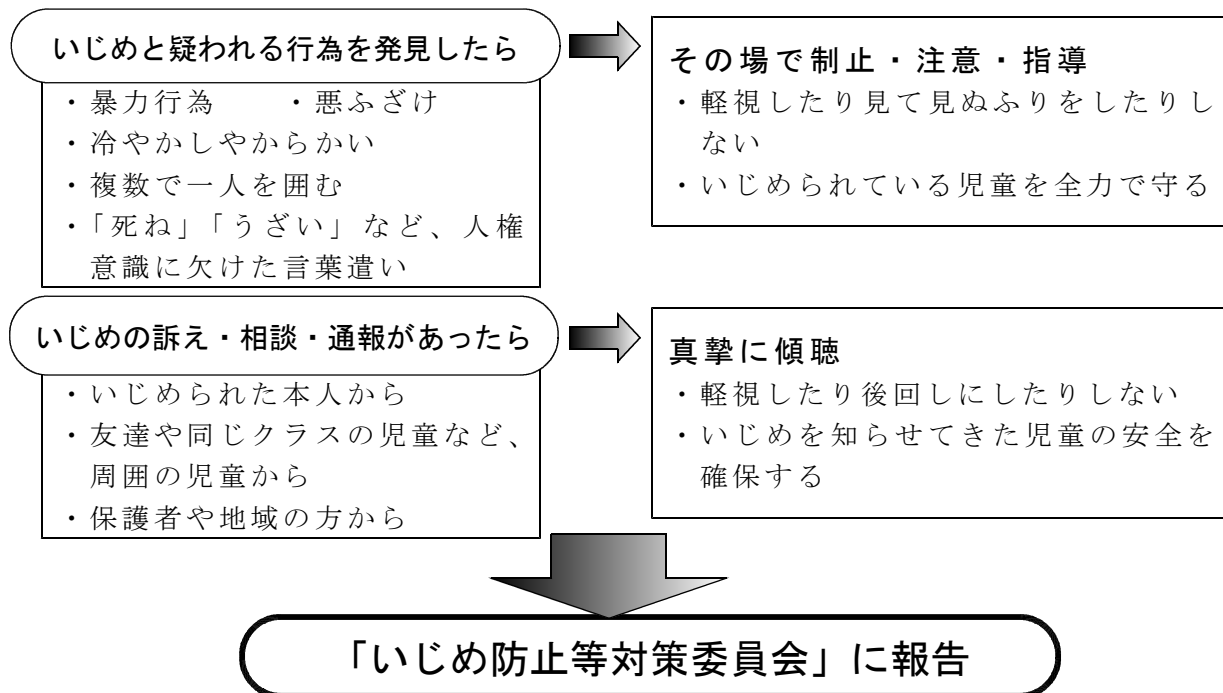 いじめと疑われる行為を発見したら
・暴力行為　　・悪ふざけ
・冷やかしやからかい
・複数で一人を囲む
・「死ね」「うざい」など、人権
意識に欠けた言葉遣い
その場で制止・注意・指導
・軽視したり見て見ぬふりをしたりし
ない
・いじめられている児童を全力で守る
いじめの訴え・相談・通報があったら
・いじめられた本人から
・友達や同じクラスの児童など、
周囲の児童から
・保護者や地域の方から
真摯に傾聴
・軽視したり後回しにしたりしない
・いじめを知らせてきた児童の安全を
確保する
「いじめ防止等対策委員会」に報告